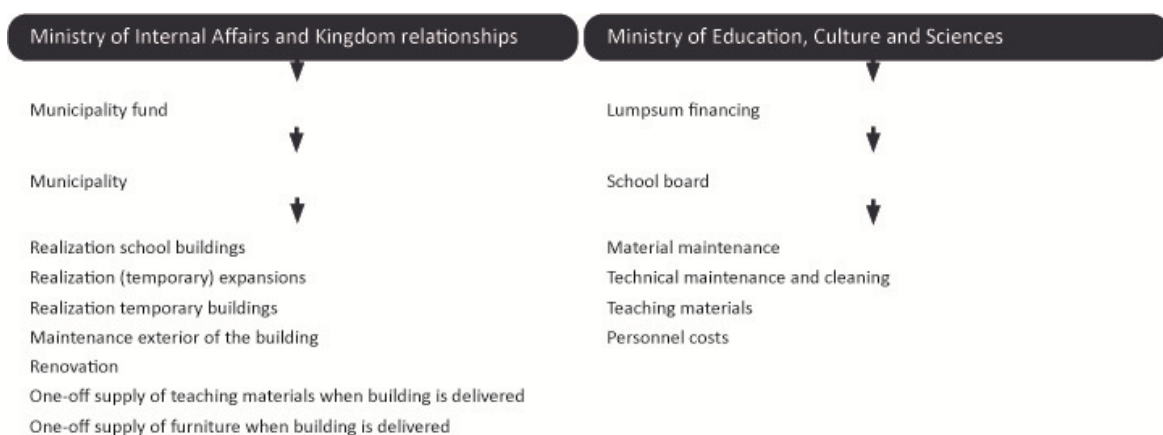 Ministry of Internal Affairs and Kingdom relationships
Municipality fund
Municipality
Realization school buildings
Realization (temporary) expansions
Realization temporary buildings
Maintenance exterior of the building
Renovation
One-off supply of teaching materials when building is delivered
One-off supply of furniture when building is delivered
Ministry of Education, Culture and Sciences
Lumpsum financing
School board
Material maintenance
Technical maintenance and cleaning
Teaching materials
Personnel costs